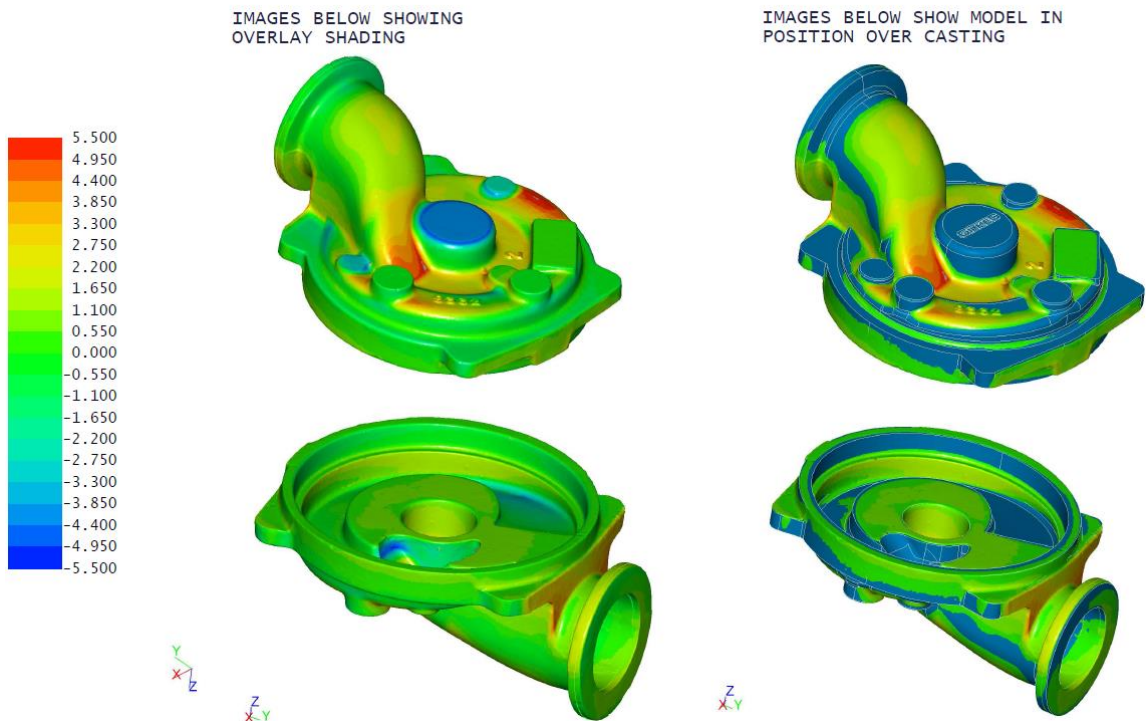 IMAGES BELOW SHOWING
OVERLAY SHADING
IMAGES BELOW SHOW MODEL IN
POSITION OVER CASTING
5.500
4.950
4.400
3.850
3.300
2.750
2.200
1.650
1.100
0.550
0.000
-0.550
-1.100
-1.650
-2.200
-2.750
-3.300
-3.850
-4.400
-4.950
-5.500
Y
X
Z
Z
X Y
Z
X Y